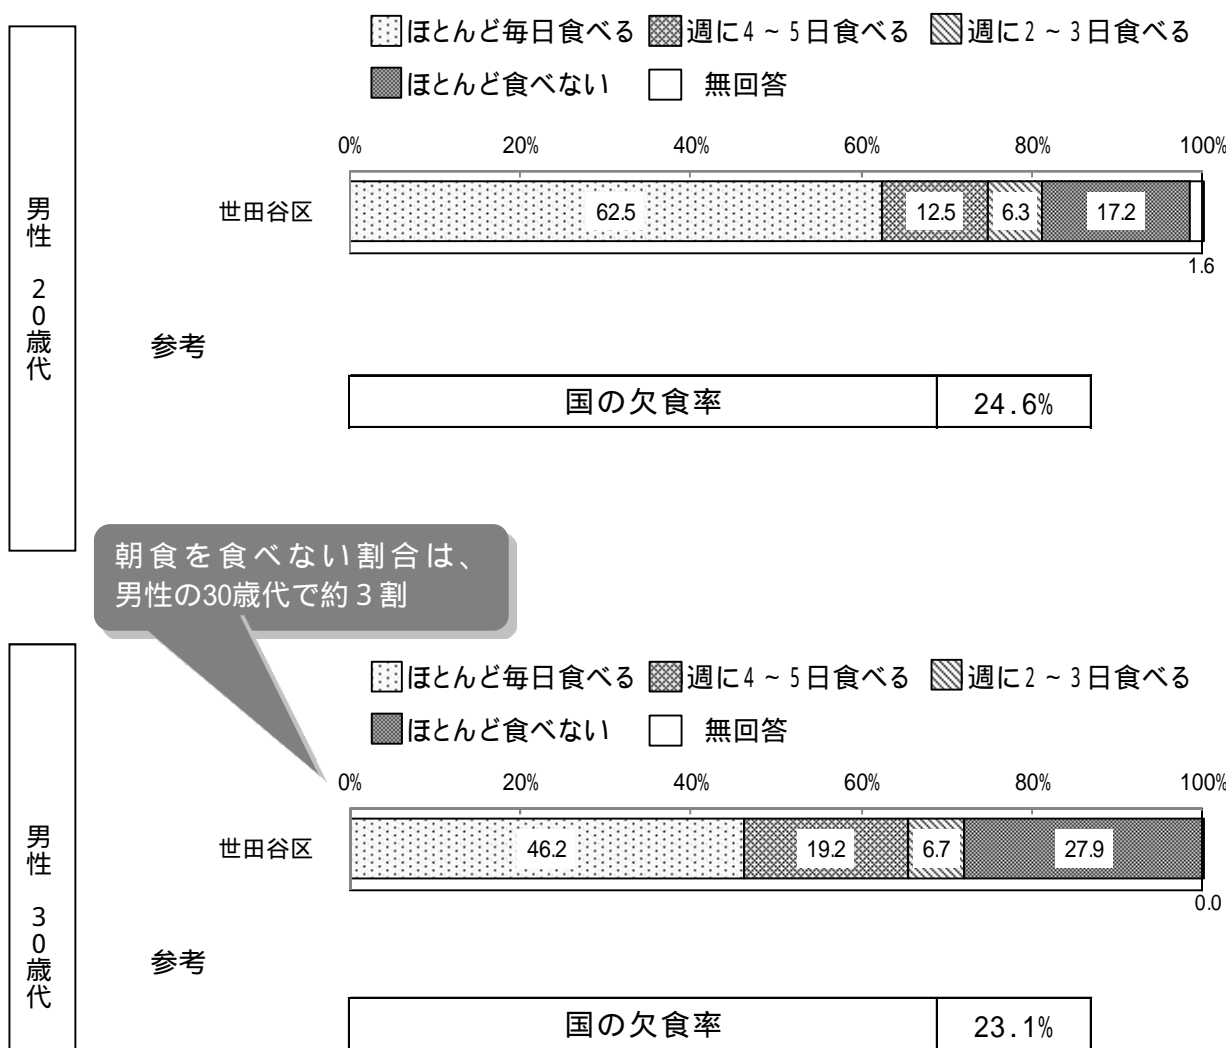 ほとんど毎日食べる 週に4～5日食べる 週に2～3日食べる
ほとんど食べない 無回答
0% 20% 40% 60% 80% 100%
男性 20歳代
世田谷区 62.5 12.5 6.3 17.2
1.6
参考
国の欠食率 24.6%
朝食を食べない割合は、
男性の30歳代で約3割
ほとんど毎日食べる 週に4～5日食べる 週に2～3日食べる
ほとんど食べない 無回答
0% 20% 40% 60% 80% 100%
男性 30歳代
世田谷区 46.2 19.2 6.7 27.9
0.0
参考
国の欠食率 23.1%